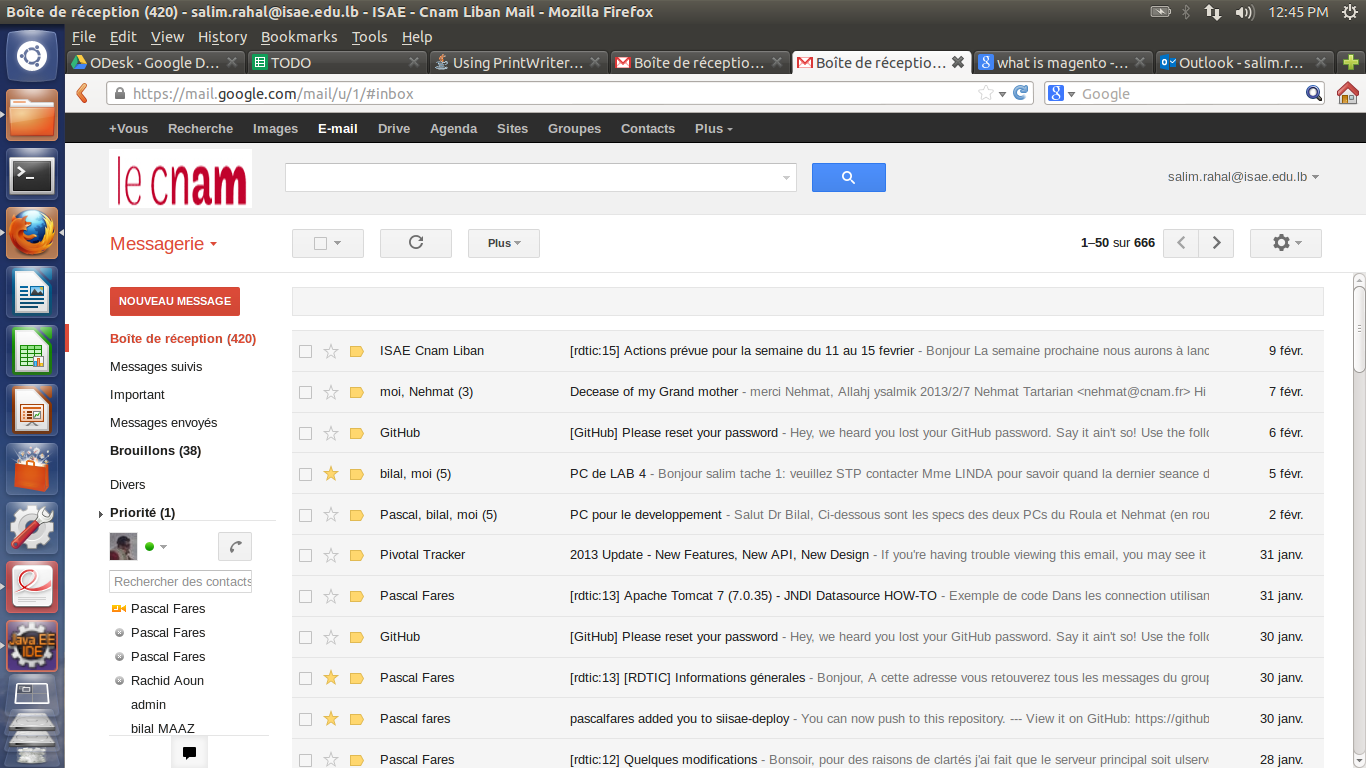 Boîte de réception (420) - salim.rahal@isae.edu.lb - ISAE - Cnam Liban Mail - Mozilla Firefox 12:45 PM
File Edit View History Bookmarks Tools Help
ODesk - Google D... TODO Using PrintWriter... Boîte de réceptio... Boîte de réceptio... what is magento -... Outlook - salim.r...
https://mail.google.com/mail/u/1/#inbox Google
+Vous Recherche Images E-mail Drive Agenda Sites Groupes Contacts Plus
le cnam
salim.rahal@isae.edu.lb
Messagerie Plus 1–50 sur 666
NOUVEAU MESSAGE
Boîte de réception (420)
Messages suivis
Important
Messages envoyés
Brouillons (38)
Divers
Priorité (1)
Rechercher des contacts
Pascal Fares
Pascal Fares
Pascal Fares
Rachid Aoun
admin
bilal MAAZ
ISAE Cnam Liban [rdtic:15] Actions prévue pour la semaine du 11 au 15 fevrier - Bonjour La semaine prochaine nous aurons à lanc 9 févr.
moi, Nehmat (3) Decease of my Grand mother - merci Nehmat, Allahj ysalmik 2013/2/7 Nehmat Tartarian <nehmat@cnam.fr> Hi 7 févr.
GitHub [GitHub] Please reset your password - Hey, we heard you lost your GitHub password. Say it ain't so! Use the follo 6 févr.
bilal, moi (5) PC de LAB 4 - Bonjour salim tache 1: veuillez STP contacter Mme LINDA pour savoir quand la dernier seance d 5 févr.
Pascal, bilal, moi (5) PC pour le developpement - Salut Dr Bilal, Ci-dessous sont les specs des deux PCs du Roula et Nehmat (en rou 2 févr.
Pivotal Tracker 2013 Update - New Features, New API, New Design - If you're having trouble viewing this email, you may see it 31 janv.
Pascal Fares [rdtic:13] Apache Tomcat 7 (7.0.35) - JNDI Datasource HOW-TO - Exemple de code Dans les connection utilisan 31 janv.
GitHub [GitHub] Please reset your password - Hey, we heard you lost your GitHub password. Say it ain't so! Use the follo 30 janv.
Pascal Fares [rdtic:13] [RDTIC] Informations génerales - Bonjour, A cette adresse vous retouverez tous les messages du group 30 janv.
Pascal fares pascalfares added you to siisae-deploy - You can now push to this repository. --- View it on GitHub: https://github 30 janv.
Pascal Fares [rdtic:12] Quelques modifications - Bonsoir, pour des raisons de clartés j'ai fait que le serveur principal soit ulserv 28 janv.
Java EE
IDE